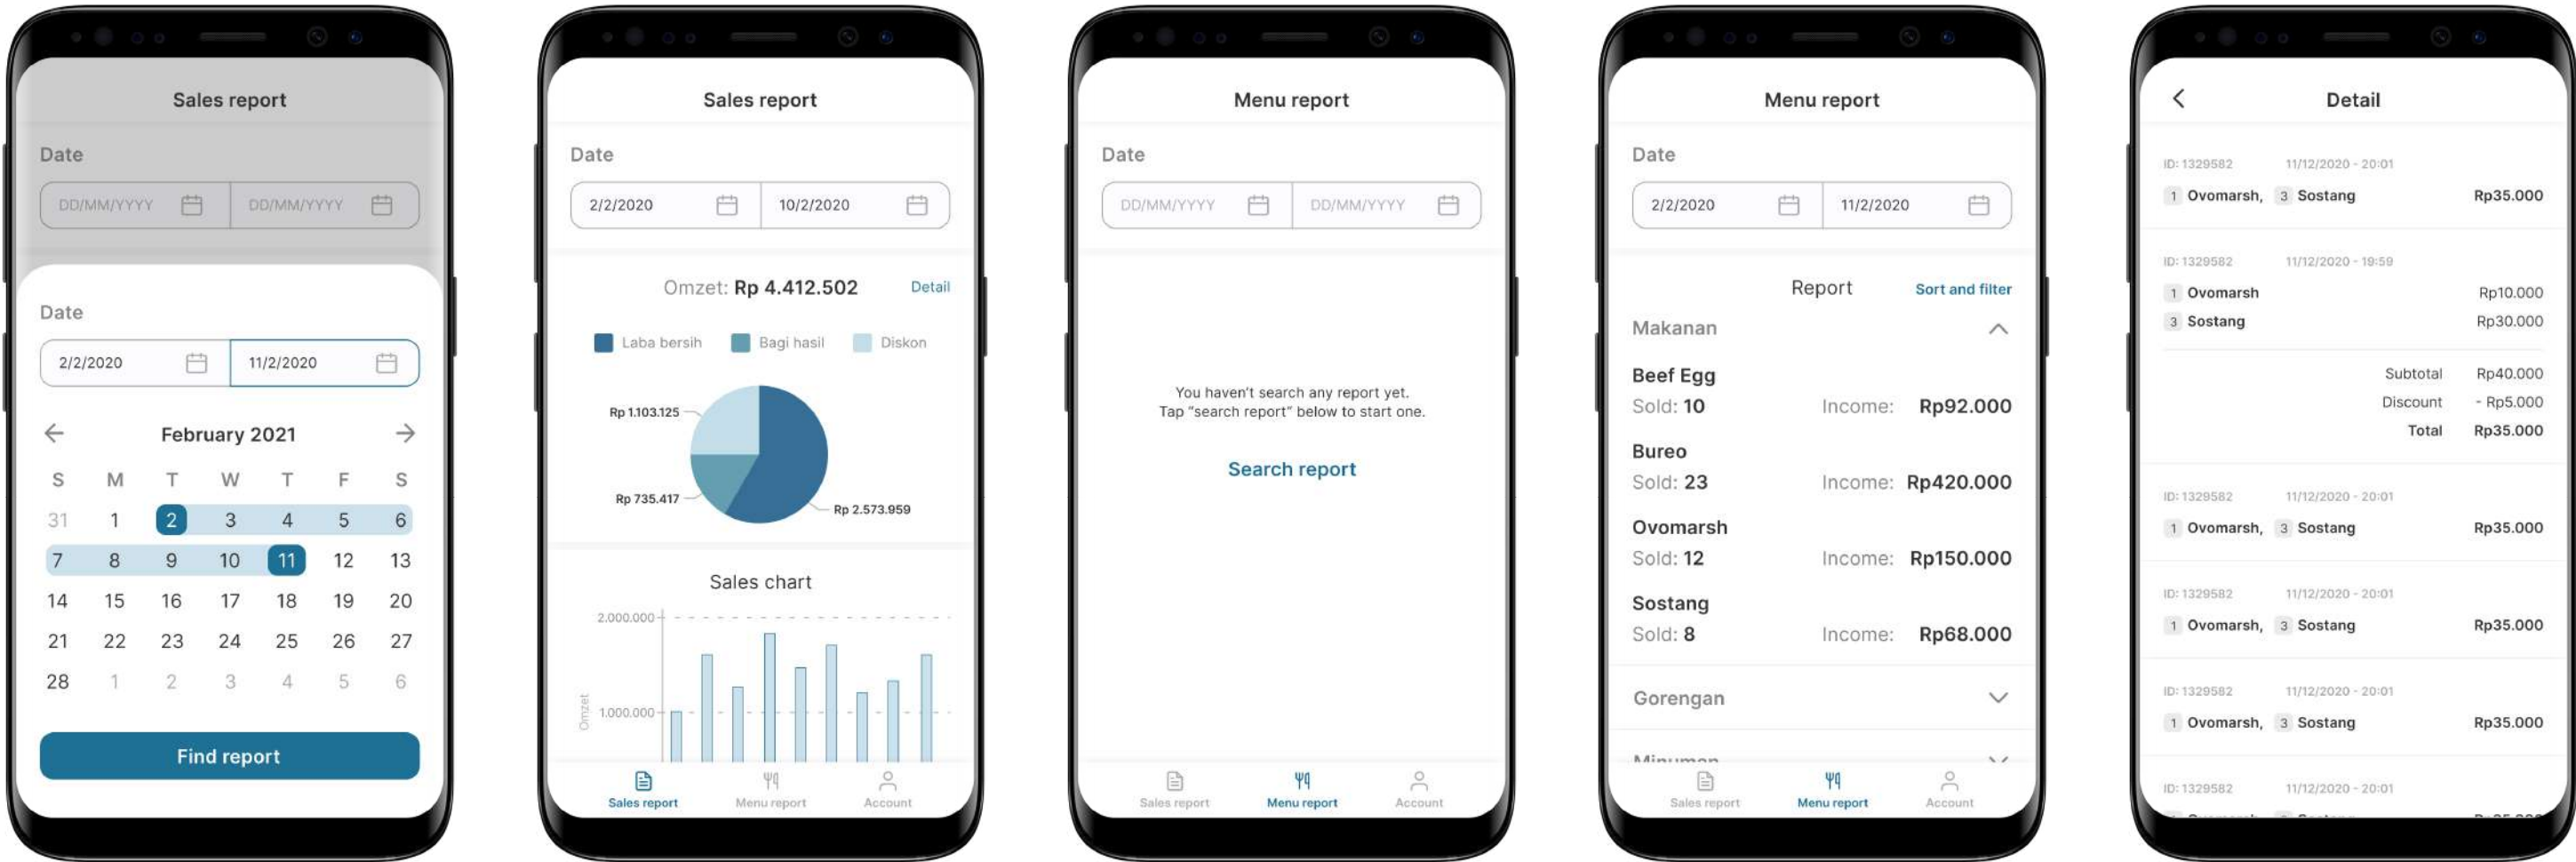 Sales report
Date
DD/MM/YYYY DD/MM/YYYY
Date
2/2/2020 11/2/2020
February 2021
S M T W T F S
31 1 2 3 4 5 6
7 8 9 10 11 12 13
14 15 16 17 18 19 20
21 22 23 24 25 26 27
28 1 2 3 4 5 6
Find report
Sales report
Date
2/2/2020 10/2/2020
Omzet: Rp 4.412.502 Detail
Laba bersih Bagi hasil Diskon
Rp 1.103.125
Rp 735.417
Rp 2.573.959
Sales chart
2.000.000
Omzet
1.000.000
Sales report Menu report Account
Menu report
Date
DD/MM/YYYY DD/MM/YYYY
You haven't search any report yet.
Tap "search report" below to start one.
Search report
Sales report Menu report Account
Menu report
Date
2/2/2020 11/2/2020
Report Sort and filter
Makanan
Beef Egg
Sold: 10 Income: Rp92.000
Bureo
Sold: 23 Income: Rp420.000
Ovomarsh
Sold: 12 Income: Rp150.000
Sostang
Sold: 8 Income: Rp68.000
Gorengan
Minuman
Sales report Menu report Account
Detail
ID: 1329582 11/12/2020 - 20:01
1 Ovomarsh, 3 Sostang Rp35.000
ID: 1329582 11/12/2020 - 19:59
1 Ovomarsh Rp10.000
3 Sostang Rp30.000
Subtotal Rp40.000
Discount - Rp5.000
Total Rp35.000
ID: 1329582 11/12/2020 - 20:01
1 Ovomarsh, 3 Sostang Rp35.000
ID: 1329582 11/12/2020 - 20:01
1 Ovomarsh, 3 Sostang Rp35.000
ID: 1329582 11/12/2020 - 20:01
1 Ovomarsh, 3 Sostang Rp35.000
ID: 1329582 11/12/2020 - 20:01